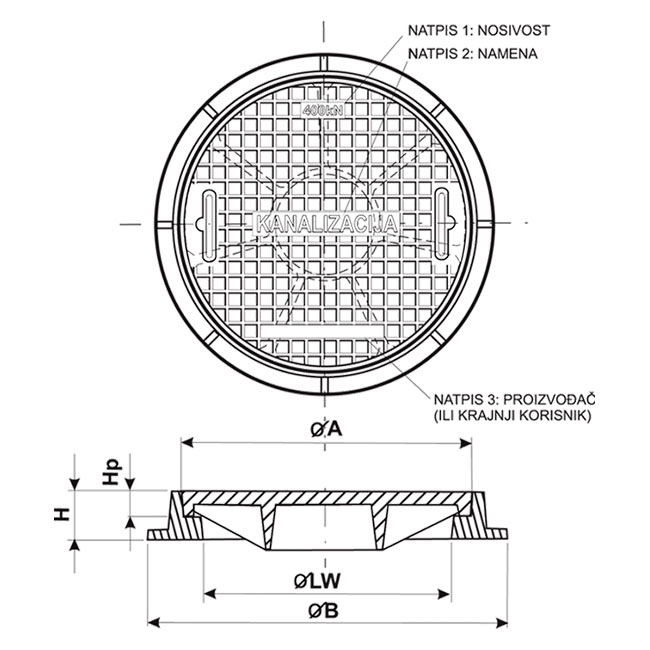 NATPIS 1: NOSIVOST
NATPIS 2: NAMENA
400kN
KANALIZACIJA
NATPIS 3: PROIZVOĐAČ
(ILI KRAJNJI KORISNIK)
ØA
Hp
H
ØLW
ØB